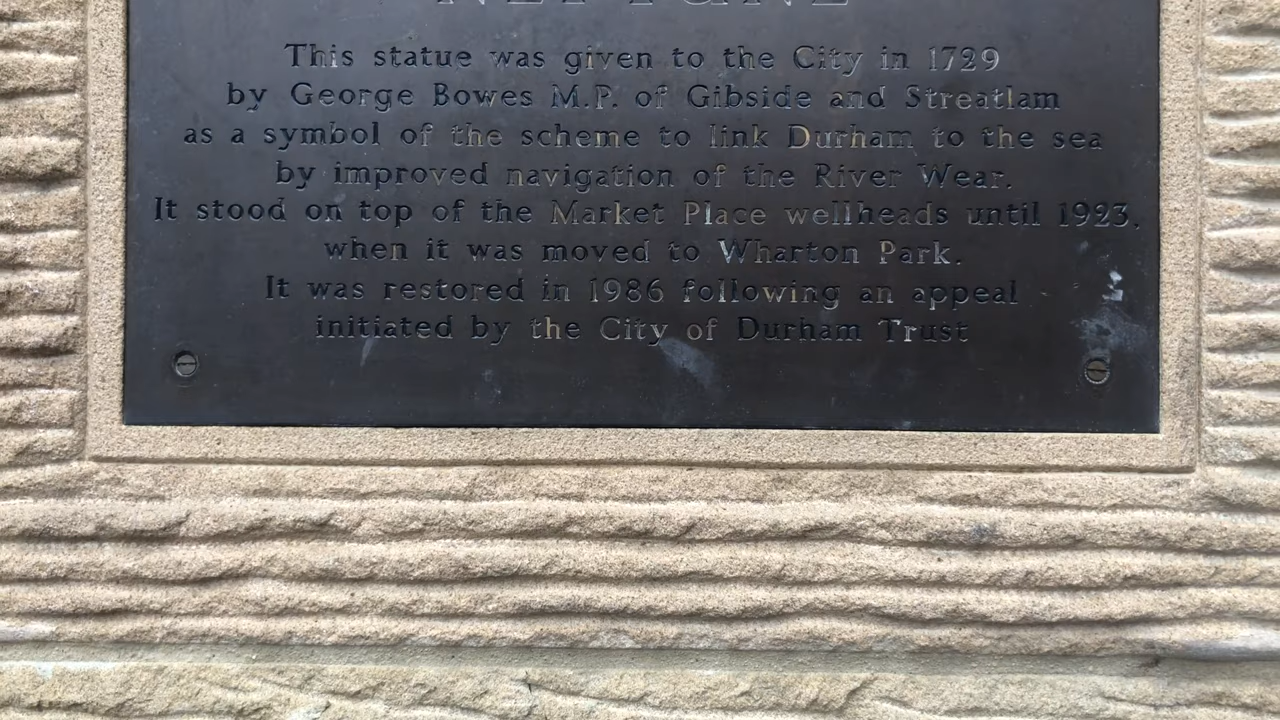 NEPTUNE
This statue was given to the City in 1729
by George Bowes M.P. of Gibside and Streatlam
as a symbol of the scheme to link Durham to the sea
by improved navigation of the River Wear.
It stood on top of the Market Place wellheads until 1923,
when it was moved to Wharton Park.
It was restored in 1986 following an appeal
initiated by the City of Durham Trust